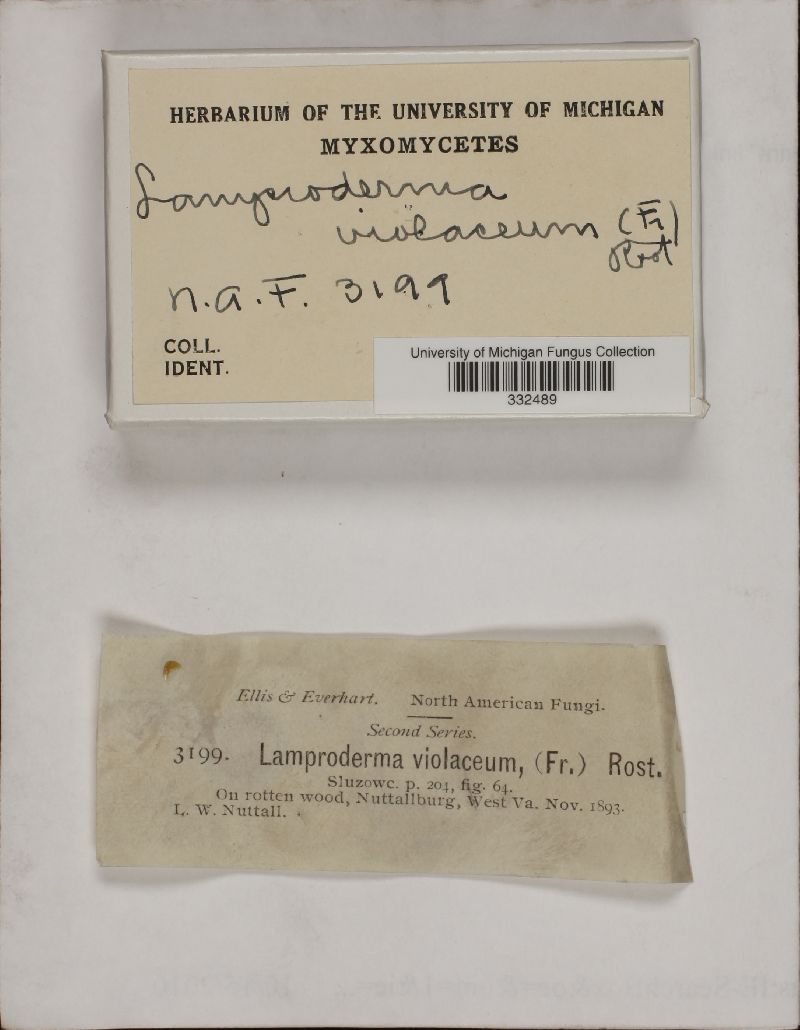 HERBARIUM OF THE UNIVERSITY OF MICHIGAN
MYXOMYCETES
Lamproderma
violaceum (Fr)
Rost
N.A.F. 3199
COLL.
IDENT.
University of Michigan Fungus Collection
332489
Ellis & Everhart. North American Fungi.
Second Series.
3199. Lamproderma violaceum, (Fr.) Rost.
Sluzowc. p. 204, fig. 64.
On rotten wood, Nuttallburg, West Va. Nov. 1893.
L. W. Nuttall.